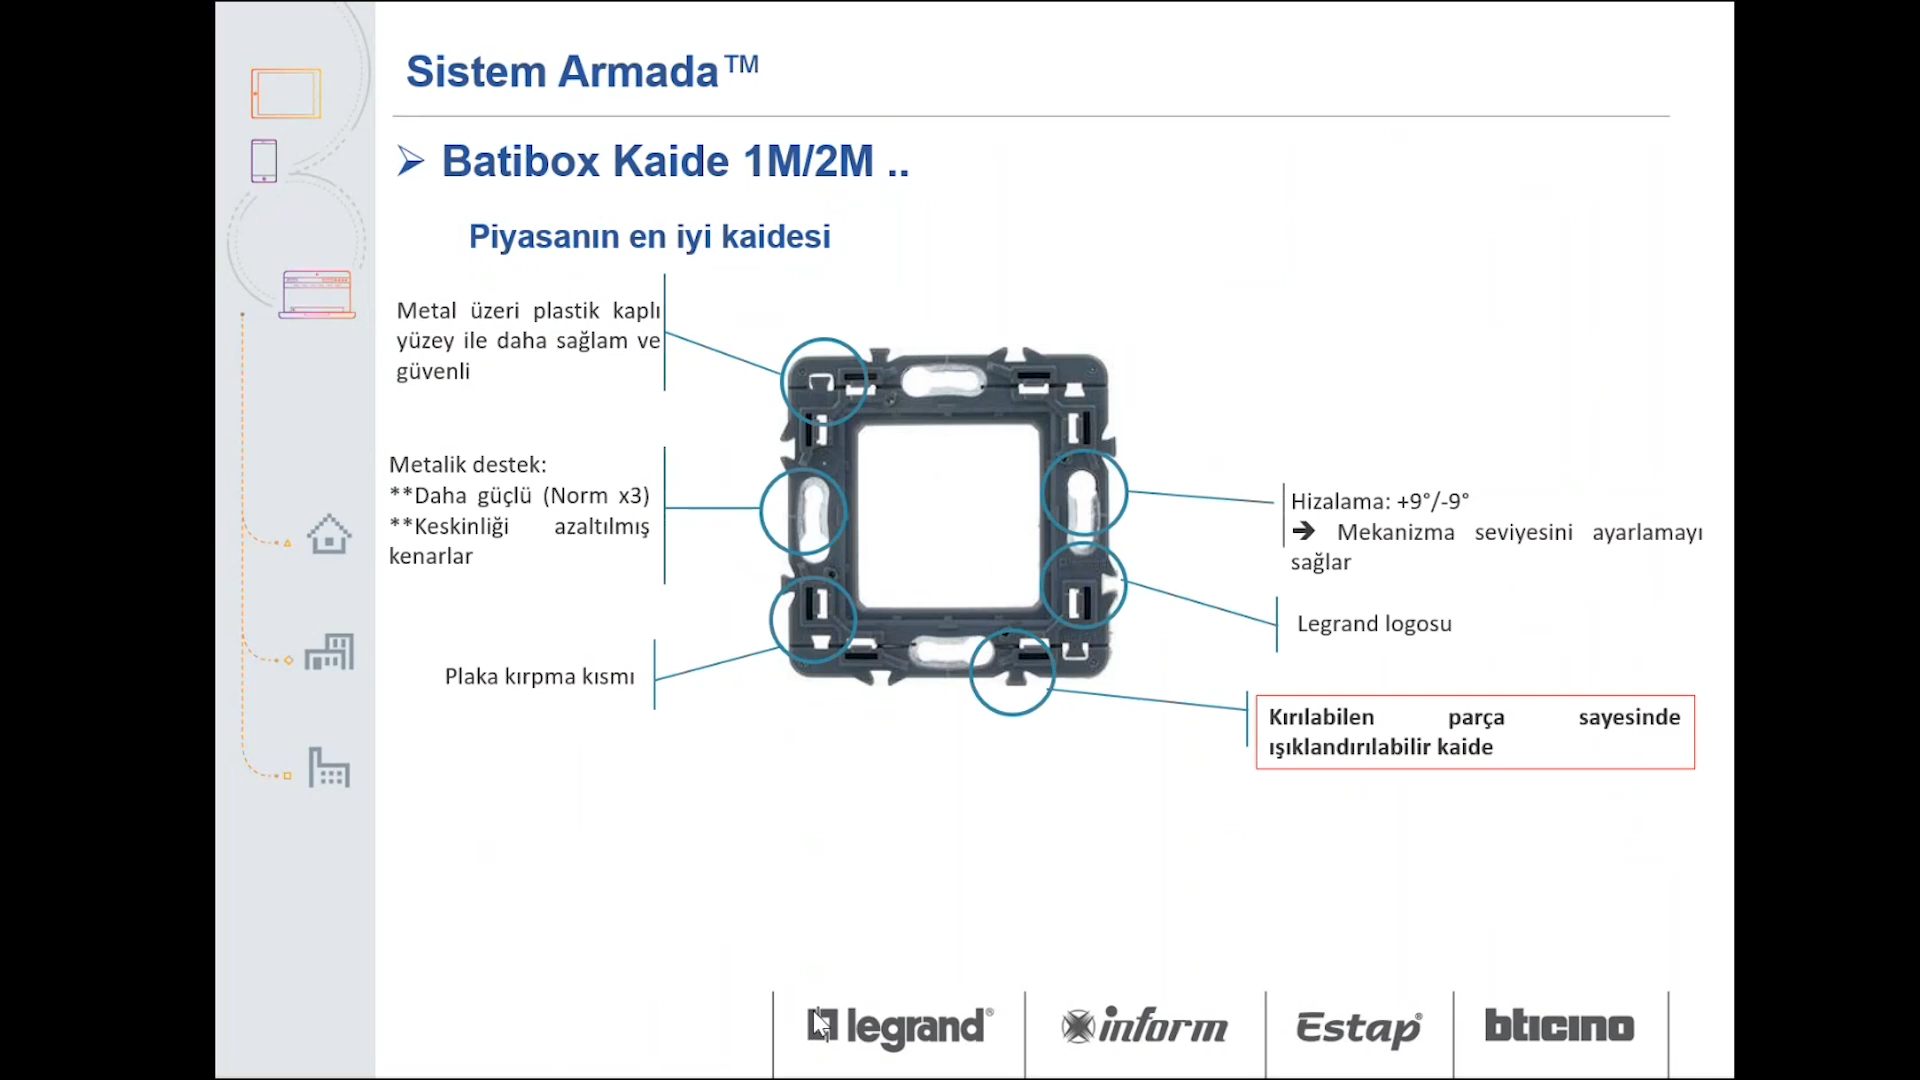 Sistem Armada™
➢ Batibox Kaide 1M/2M ..
Piyasanın en iyi kaidesi
Metal üzeri plastik kaplı
yüzey ile daha sağlam ve
güvenli
Metalik destek:
**Daha güçlü (Norm x3)
**Keskinliği azaltılmış
kenarlar
Plaka kırpma kısmı
Hizalama: +9°/-9°
➔ Mekanizma seviyesini ayarlamayı
sağlar
Legrand logosu
Kırılabilen parça sayesinde
ışıklandırılabilir kaide
legrand®
inform
Estap®
bticino